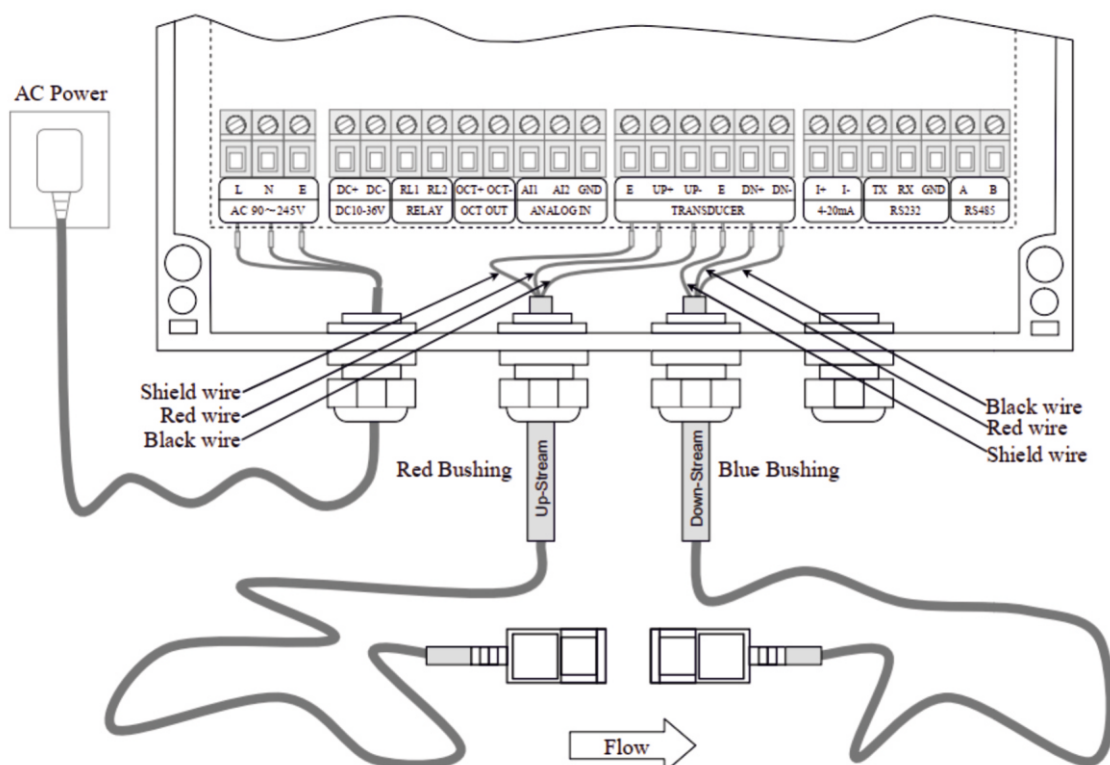 AC Power
L N E DC+ DC- RL1 RL2 OCT+ OCT- AI1 AI2 GND E UP+ UP- E DN+ DN- I+ I- TX RX GND A B
AC 90～245V DC10-36V RELAY OCT OUT ANALOG IN TRANSDUCER 4-20mA RS232 RS485
Shield wire
Red wire
Black wire
Black wire
Red wire
Shield wire
Red Bushing
Up-Stream
Down-Stream
Blue Bushing
Flow